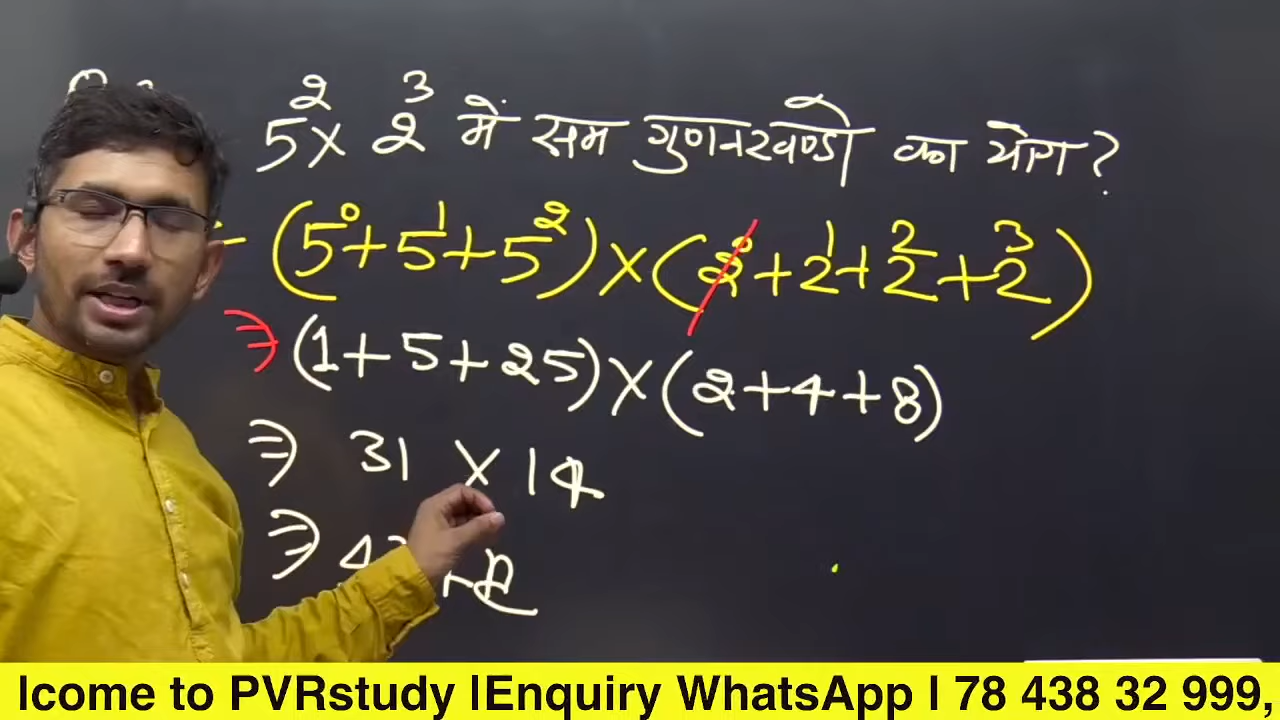 5² × 2³ में सम गुणनखण्डो का योग ?
(5⁰+5¹+5²)×(2⁰+2¹+2²+2³)
⇒ (1+5+25)×(2+4+8)
⇒ 31 × 14
⇒
lcome to PVRstudy |Enquiry WhatsApp | 78 438 32 999,